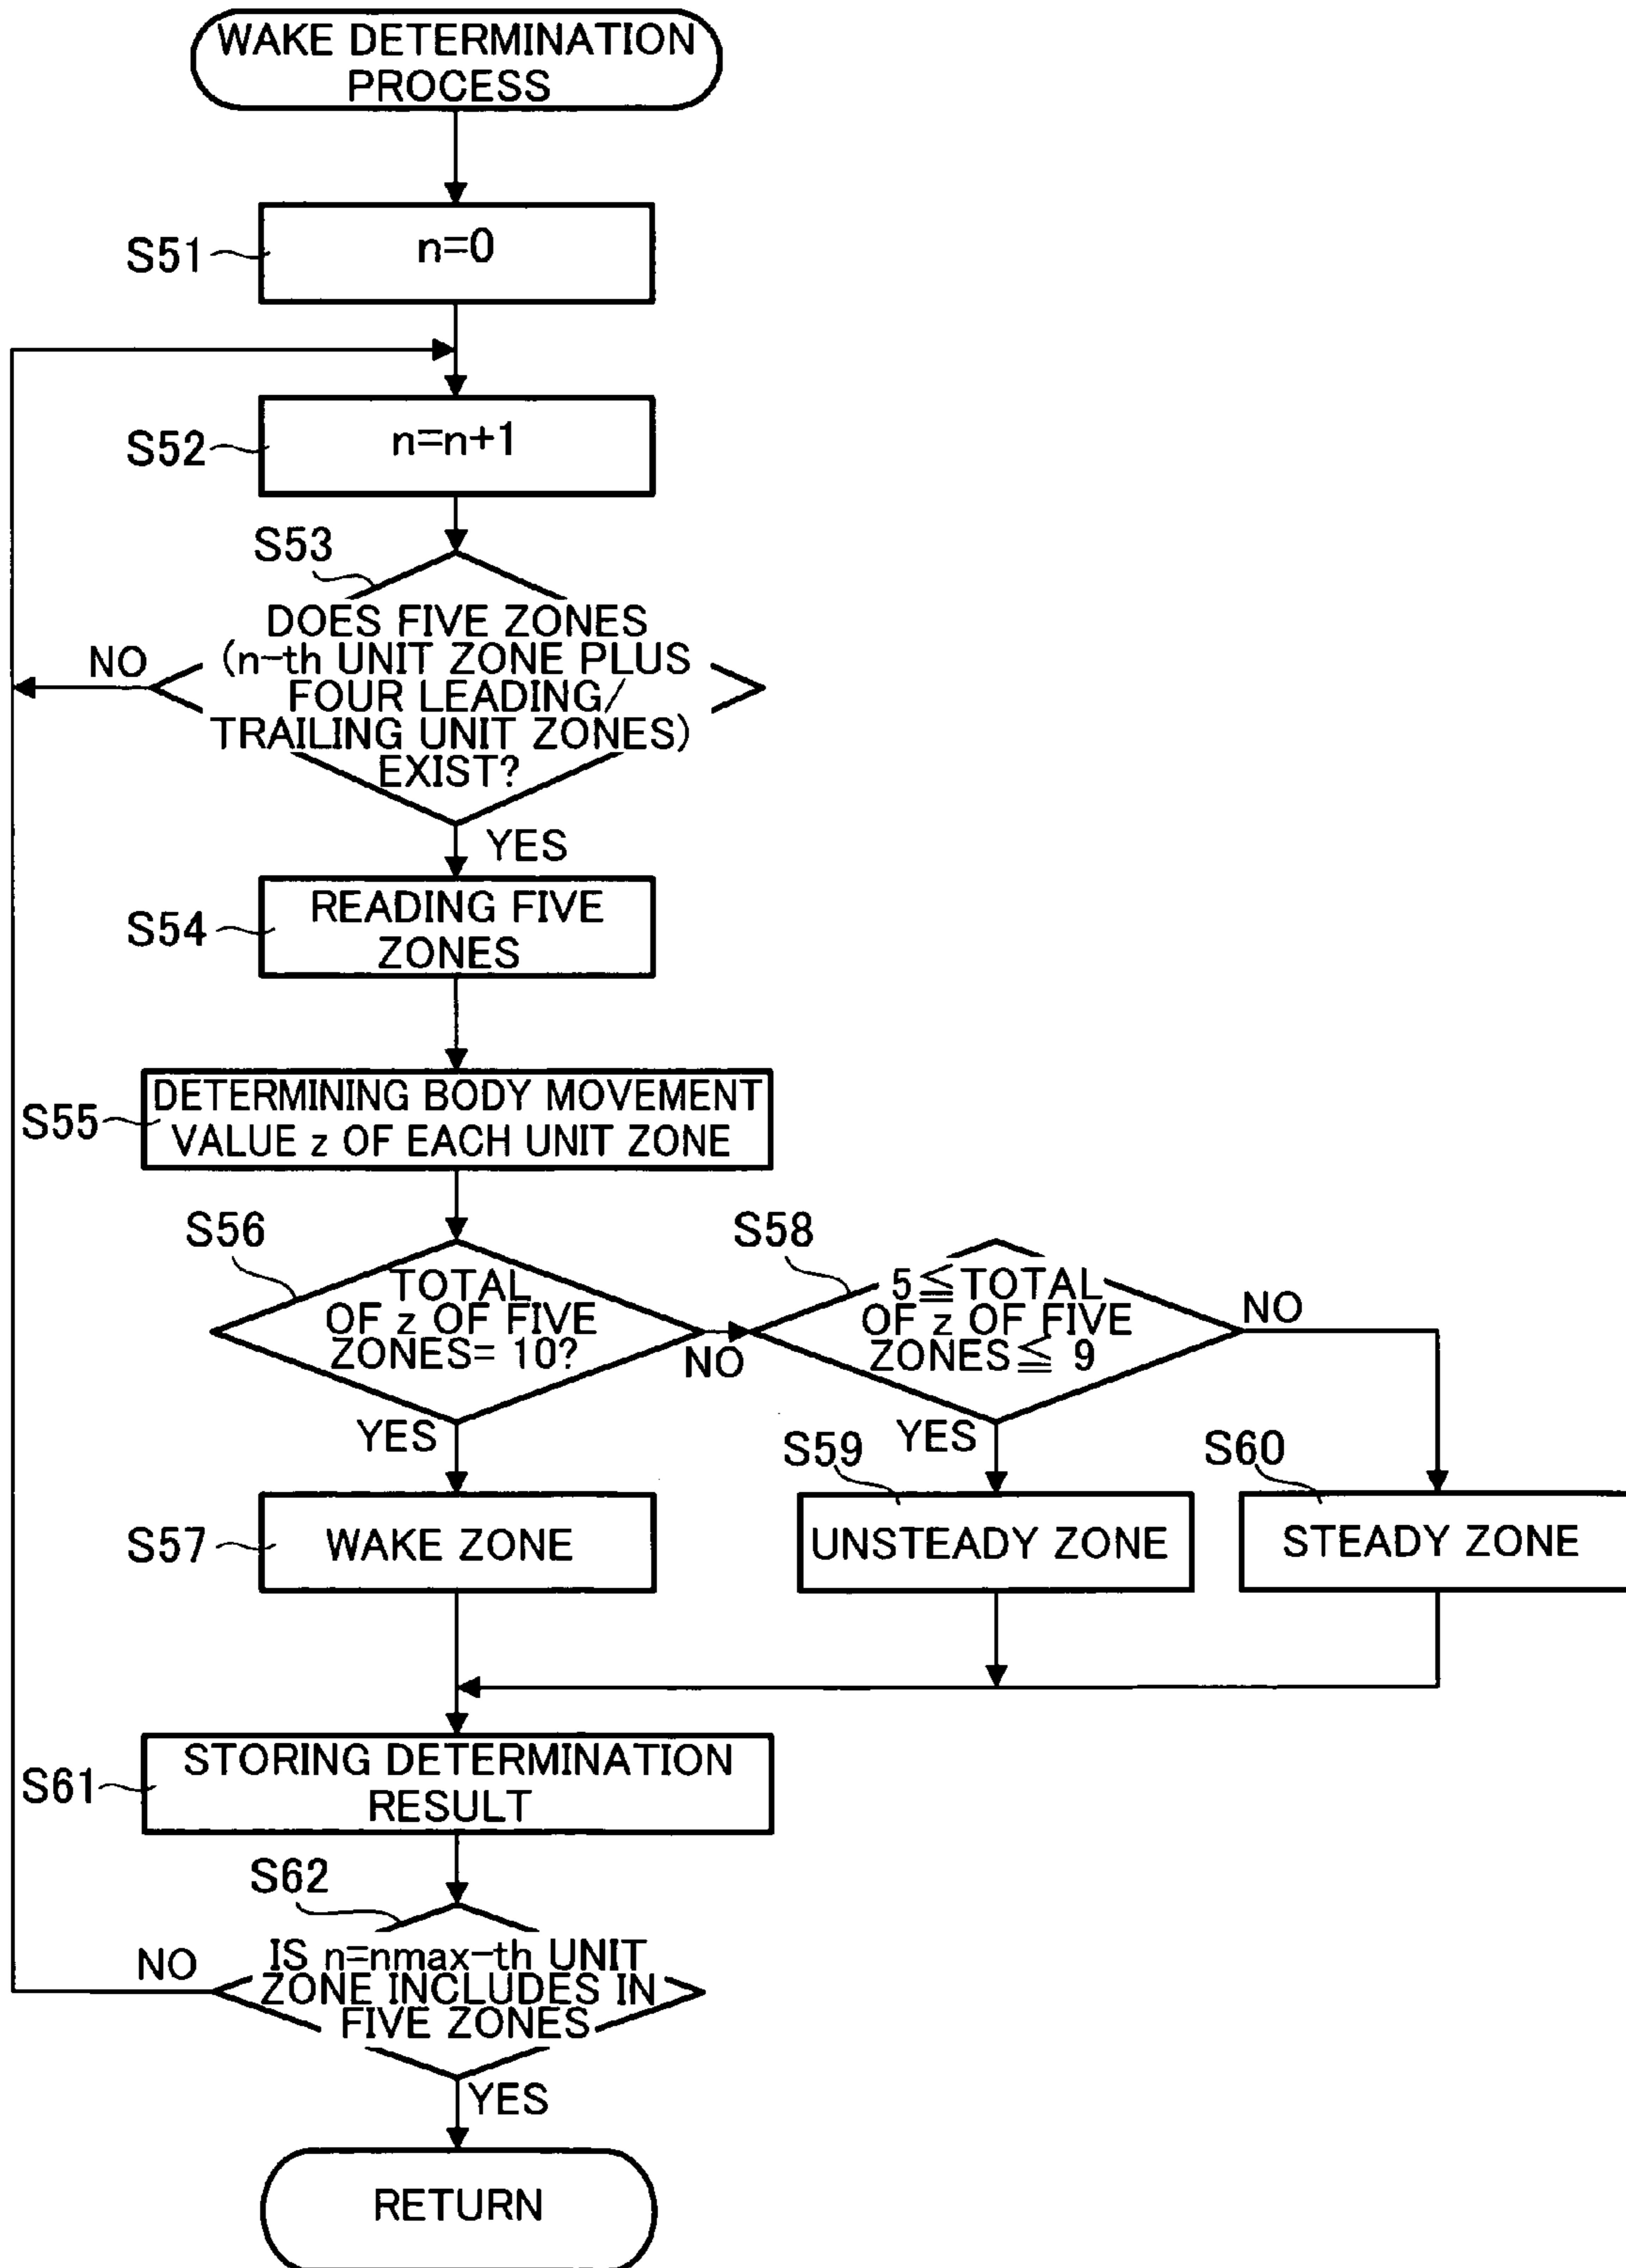 WAKE DETERMINATION
PROCESS
S51
n=0
S52
n=n+1
S53
DOES FIVE ZONES
(n-th UNIT ZONE PLUS
FOUR LEADING/
TRAILING UNIT ZONES)
EXIST?
NO
YES
S54
READING FIVE
ZONES
S55
DETERMINING BODY MOVEMENT
VALUE z OF EACH UNIT ZONE
S56
TOTAL
OF z OF FIVE
ZONES= 10?
NO
YES
S58
5≦TOTAL
OF z OF FIVE
ZONES≦ 9
NO
YES
S57
WAKE ZONE
S59
UNSTEADY ZONE
S60
STEADY ZONE
S61
STORING DETERMINATION
RESULT
S62
IS n=nmax-th UNIT
ZONE INCLUDES IN
FIVE ZONES
NO
YES
RETURN